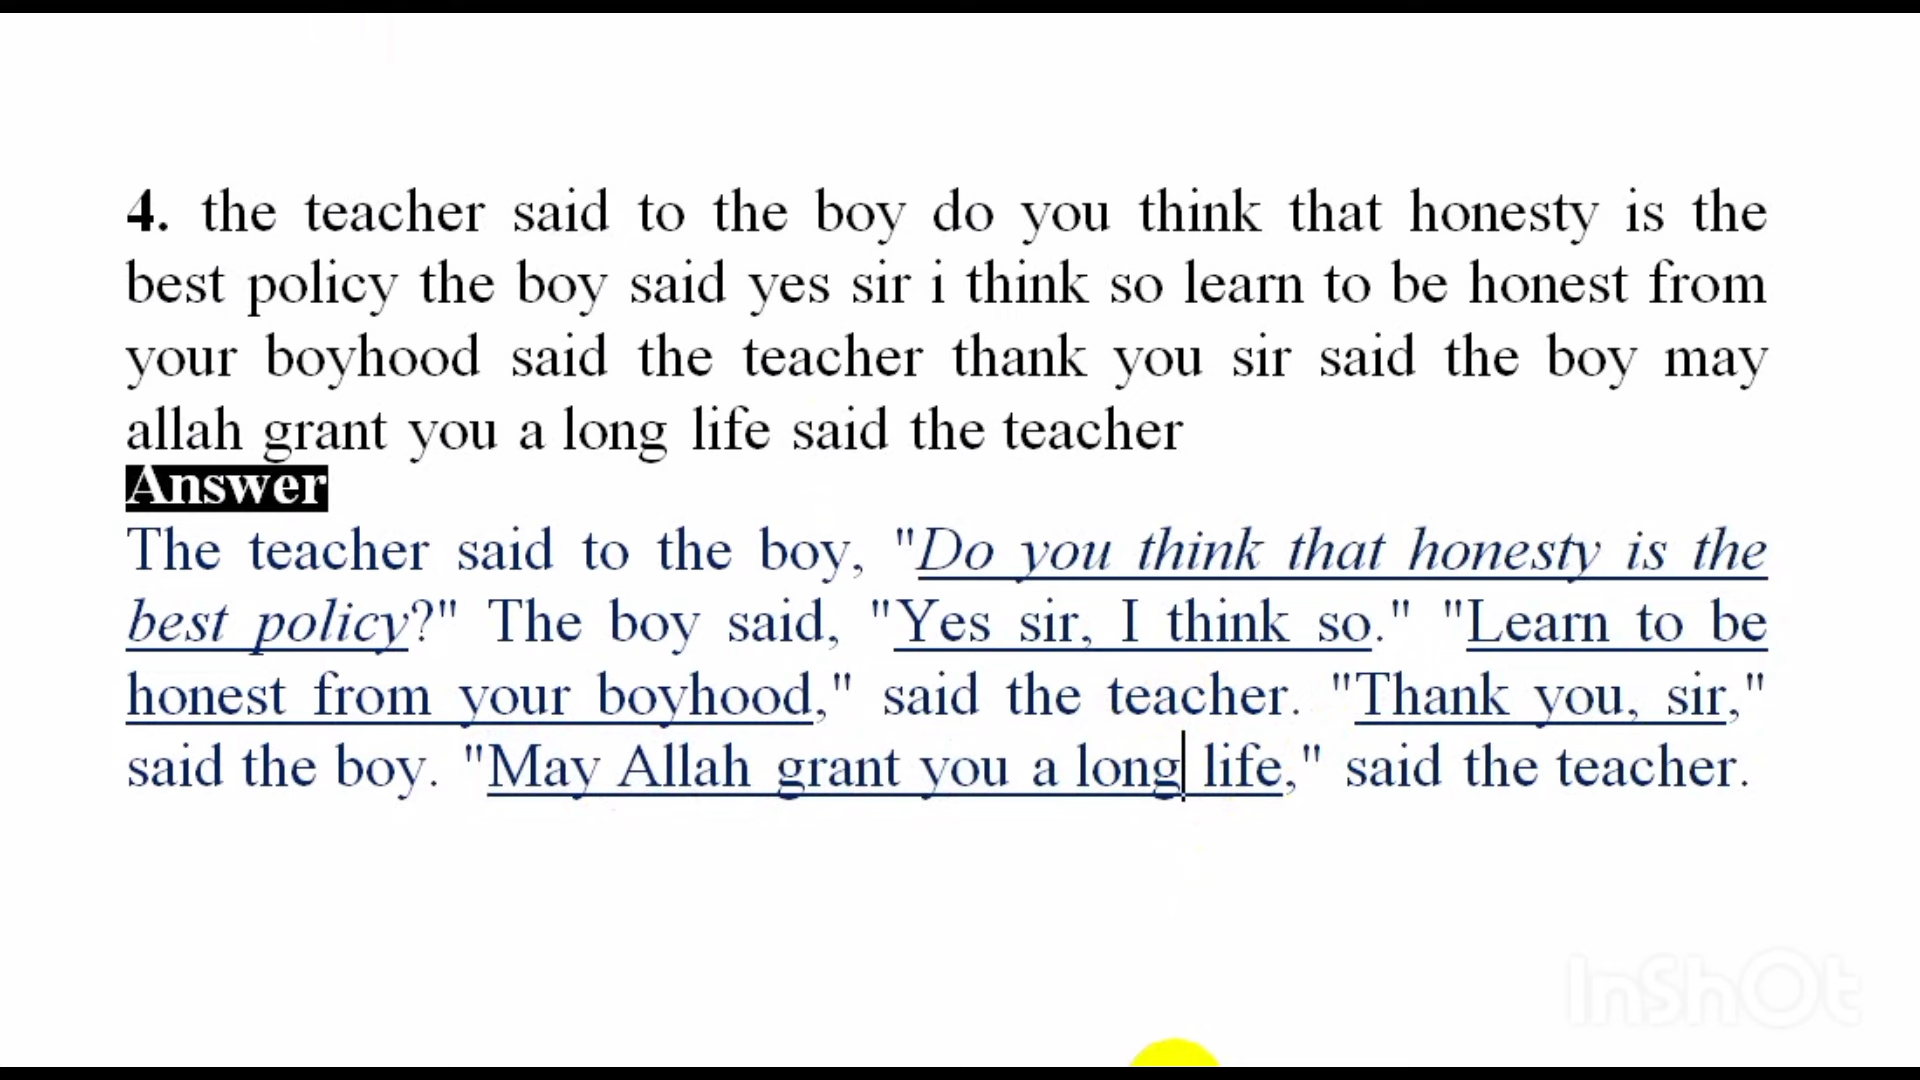 4. the teacher said to the boy do you think that honesty is the
best policy the boy said yes sir i think so learn to be honest from
your boyhood said the teacher thank you sir said the boy may
allah grant you a long life said the teacher
Answer
The teacher said to the boy, "Do you think that honesty is the
best policy?" The boy said, "Yes sir, I think so." "Learn to be
honest from your boyhood," said the teacher. "Thank you, sir,"
said the boy. "May Allah grant you a long life," said the teacher.
InShOt